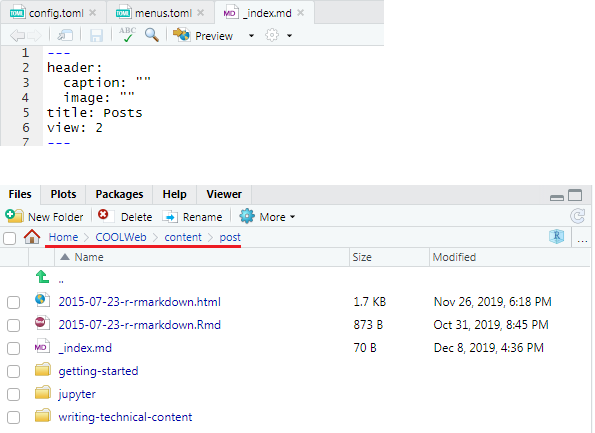 config.toml × menus.toml × _index.md ×
Preview
1 ---
2 header:
3   caption: ""
4   image: ""
5 title: Posts
6 view: 2
7 ---
Files Plots Packages Help Viewer
New Folder Delete Rename More
Home > COOLWeb > content > post R ...
Name Size Modified
..
2015-07-23-r-rmarkdown.html 1.7 KB Nov 26, 2019, 6:18 PM
2015-07-23-r-rmarkdown.Rmd 873 B Oct 31, 2019, 8:45 PM
MD _index.md 70 B Dec 8, 2019, 4:36 PM
getting-started
jupyter
writing-technical-content